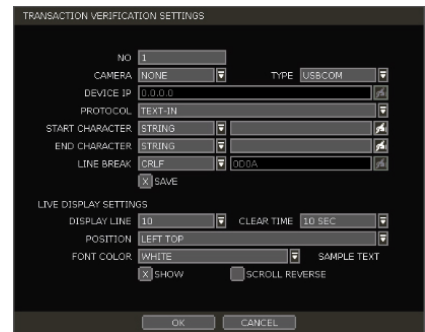 TRANSACTION VERIFICATION SETTINGS
NO 1
CAMERA NONE TYPE USBCOM
DEVICE IP 0.0.0.0
PROTOCOL TEXT-IN
START CHARACTER STRING
END CHARACTER STRING
LINE BREAK CRLF 0D0A
X SAVE
LIVE DISPLAY SETTINGS
DISPLAY LINE 10 CLEAR TIME 10 SEC
POSITION LEFT TOP
FONT COLOR WHITE SAMPLE TEXT
X SHOW SCROLL REVERSE
OK CANCEL